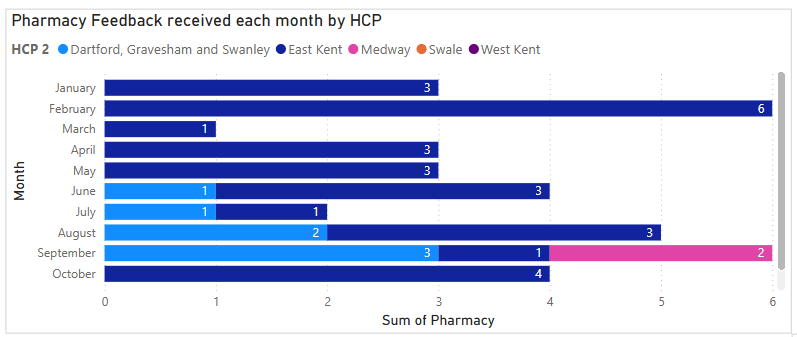 Pharmacy Feedback received each month by HCP
HCP 2 Dartford, Gravesham and Swanley East Kent Medway Swale West Kent
January 3
February 6
March 1
April 3
May 3
June 1 3
July 1 1
August 2 3
September 3 1 2
October 4
Month
0 1 2 3 4 5 6
Sum of Pharmacy